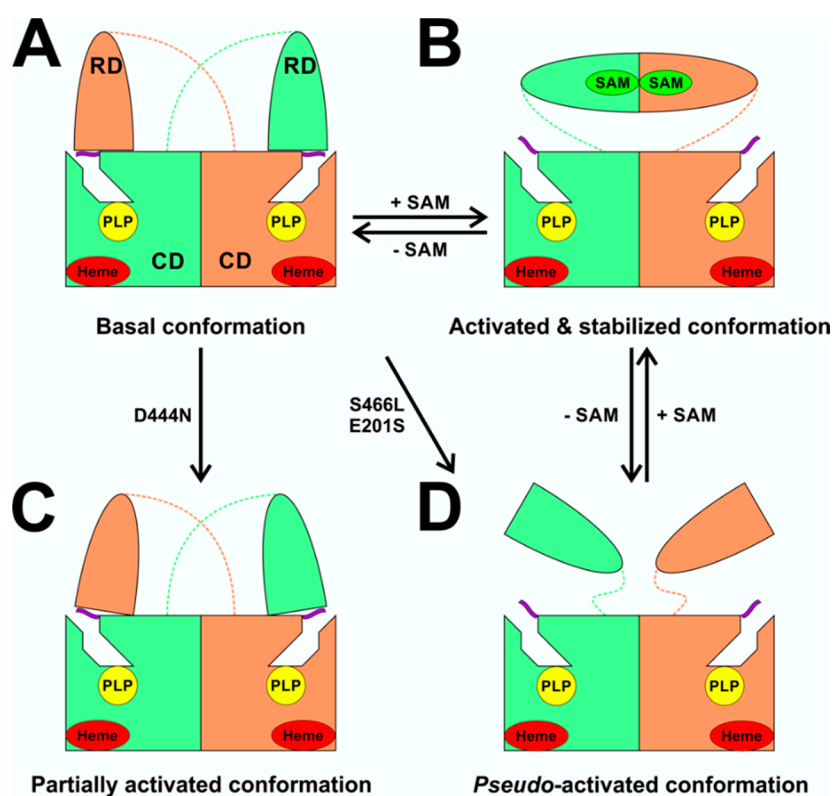 A
RD
RD
PLP
PLP
CD
CD
Heme
Heme
Basal conformation
+ SAM
- SAM
B
SAM
SAM
PLP
PLP
Heme
Heme
Activated & stabilized conformation
D444N
S466L
E201S
- SAM
+ SAM
C
PLP
PLP
Heme
Heme
Partially activated conformation
D
PLP
PLP
Heme
Heme
Pseudo-activated conformation